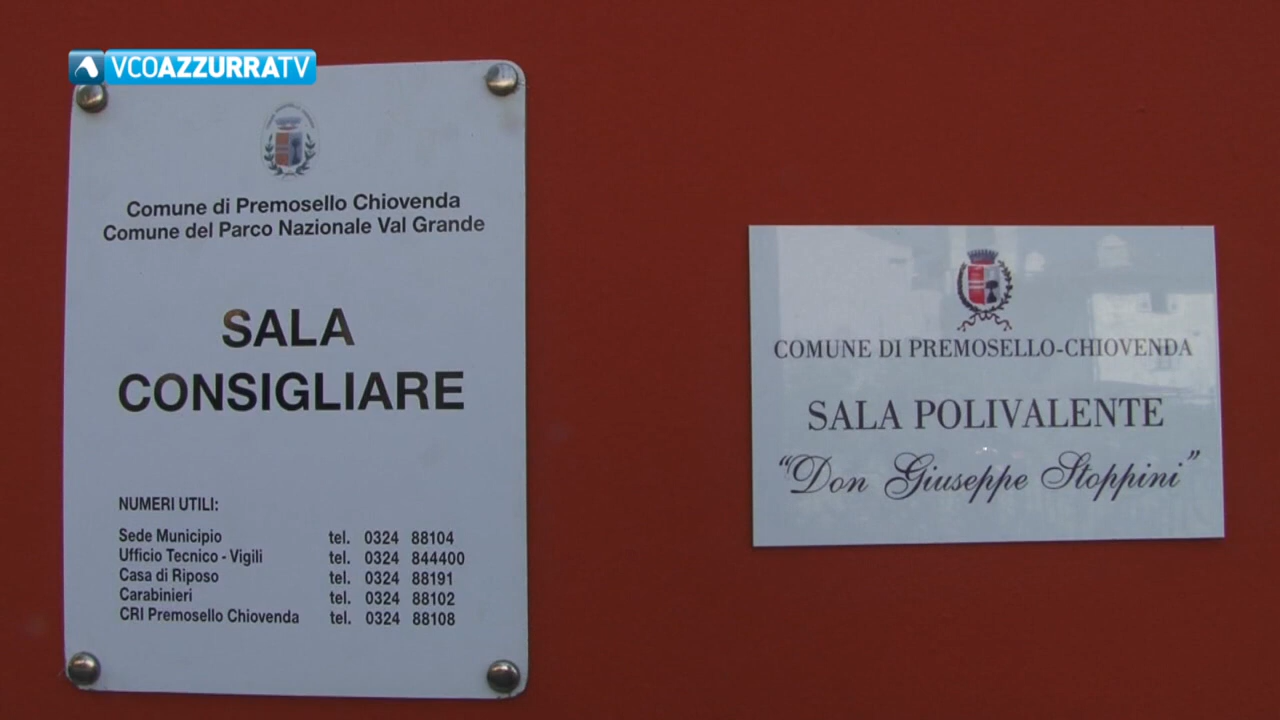 VCOAZZURRATV
Comune di Premosello Chiovenda
Comune del Parco Nazionale Val Grande
SALA
CONSIGLIARE
NUMERI UTILI:
Sede Municipio tel. 0324 88104
Ufficio Tecnico - Vigili tel. 0324 844400
Casa di Riposo tel. 0324 88191
Carabinieri tel. 0324 88102
CRI Premosello Chiovenda tel. 0324 88108
COMUNE DI PREMOSELLO-CHIOVENDA
SALA POLIVALENTE
"Don Giuseppe Stoppini"